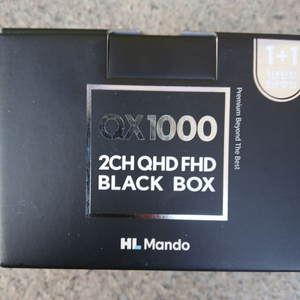 1+1
QX1000
2CH QHD FHD
BLACK BOX
Premium Beyond The Best
HL Mando